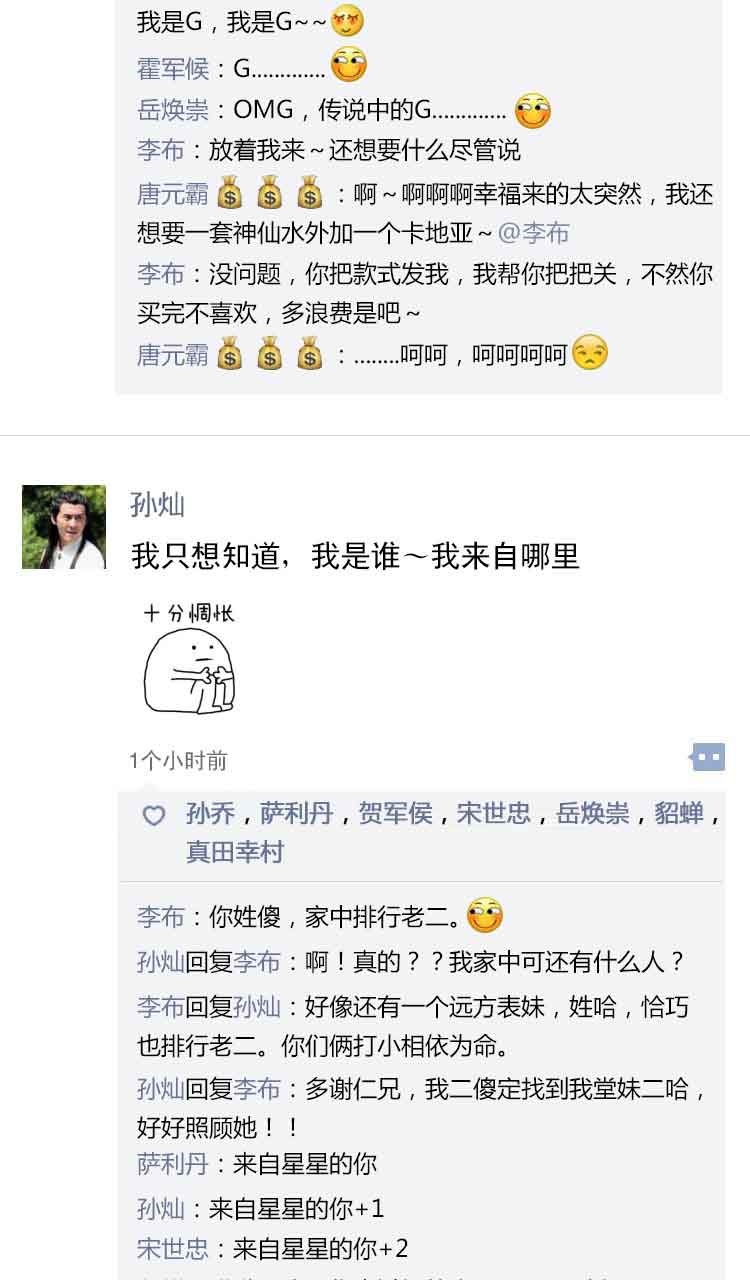 我是G，我是G~~
霍军候：G.............
岳焕崇：OMG，传说中的G.............
李布：放着我来～还想要什么尽管说
唐元霸：啊～啊啊啊幸福来的太突然，我还
想要一套神仙水外加一个卡地亚～@李布
李布：没问题，你把款式发我，我帮你把把关，不然你
买完不喜欢，多浪费是吧～
唐元霸：........呵呵，呵呵呵呵
孙灿
我只想知道，我是谁～我来自哪里
十分惆怅
1个小时前
孙乔，萨利丹，贺军侯，宋世忠，岳焕崇，貂蝉，
真田幸村
李布：你姓傻，家中排行老二。
孙灿回复李布：啊！真的？？我家中可还有什么人？
李布回复孙灿：好像还有一个远方表妹，姓哈，恰巧
也排行老二。你们俩打小相依为命。
孙灿回复李布：多谢仁兄，我二傻定找到我堂妹二哈，
好好照顾她！！
萨利丹：来自星星的你
孙灿：来自星星的你+1
宋世忠：来自星星的你+2